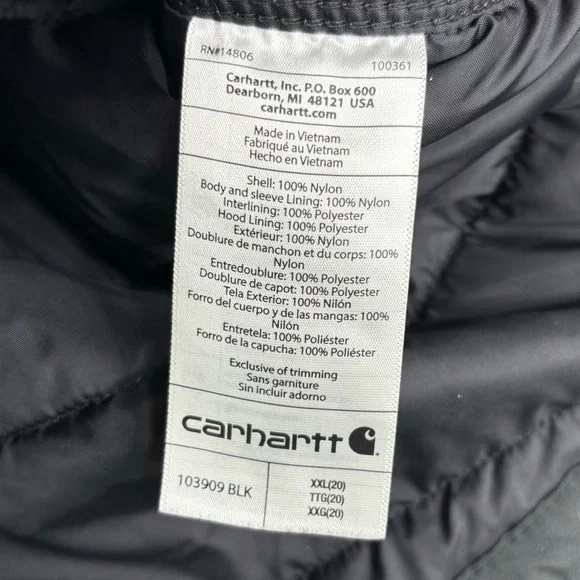 RN#14806 100361
Carhartt, Inc. P.O. Box 600
Dearborn, MI 48121 USA
carhartt.com
Made in Vietnam
Fabriqué au Vietnam
Hecho en Vietnam
Shell: 100% Nylon
Body and sleeve Lining: 100% Nylon
Interlining: 100% Polyester
Hood Lining: 100% Polyester
Extérieur: 100% Nylon
Doublure de manchon et du corps: 100%
Nylon
Entredoublure: 100% Polyester
Doublure de capot: 100% Polyester
Tela Exterior: 100% Nilón
Forro del cuerpo y de las mangas: 100%
Nilón
Entretela: 100% Poliéster
Forro de la capucha: 100% Poliéster
Exclusive of trimming
Sans garniture
Sin incluir adorno
carhartt
103909 BLK
XXL(20)
TTG(20)
XXG(20)